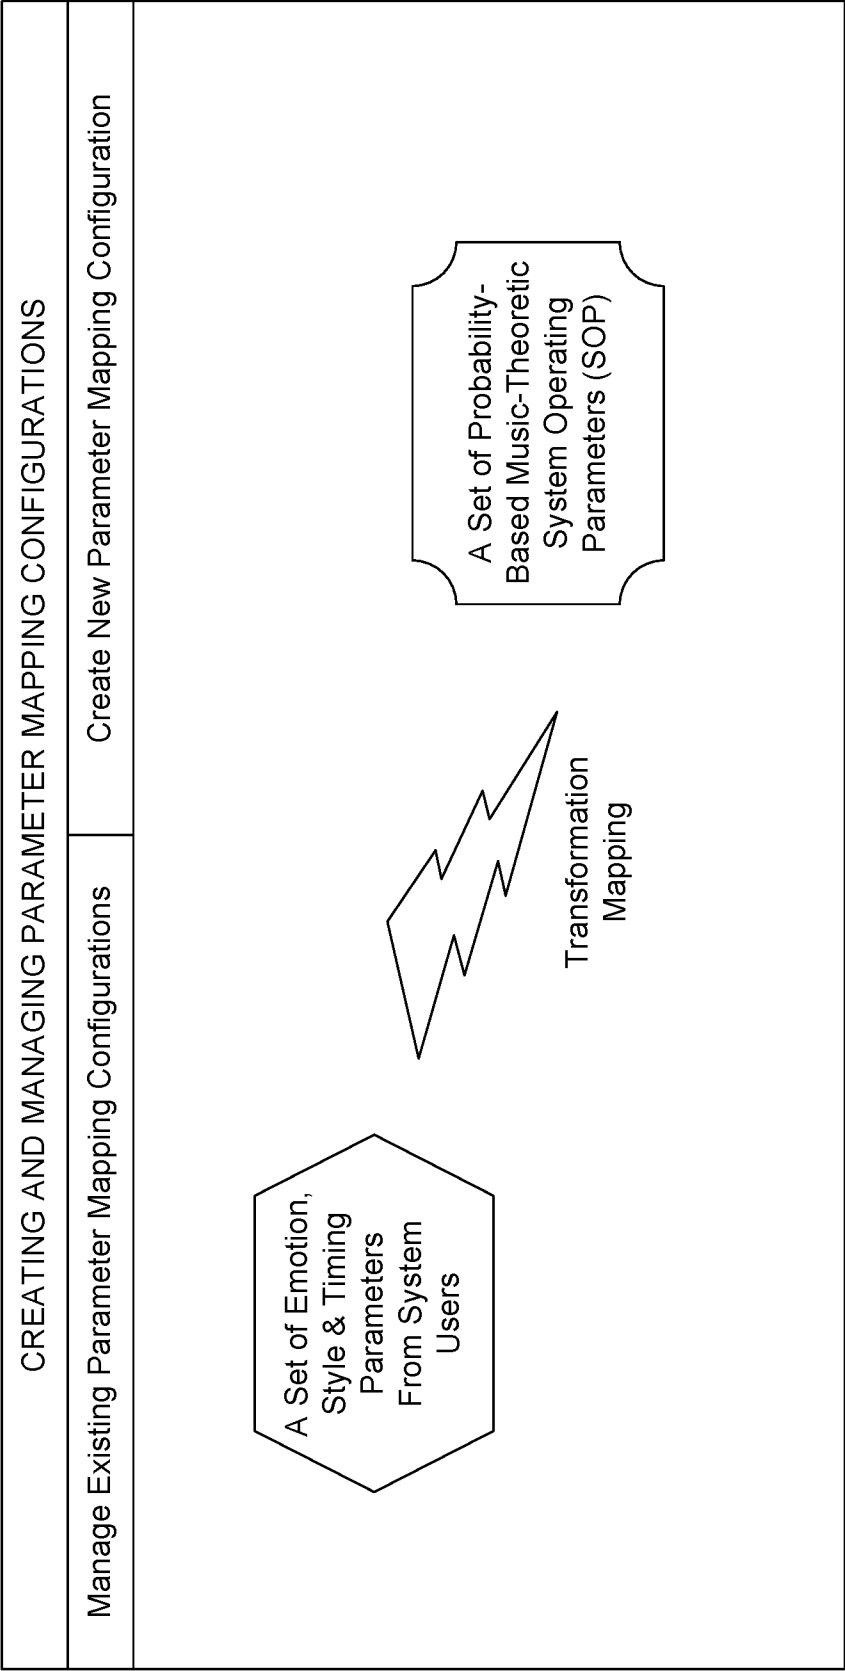 CREATING AND MANAGING PARAMETER MAPPING CONFIGURATIONS
Manage Existing Parameter Mapping Configurations
Create New Parameter Mapping Configuration
A Set of Emotion,
Style & Timing
Parameters
From System
Users
Transformation
Mapping
A Set of Probability-
Based Music-Theoretic
System Operating
Parameters (SOP)